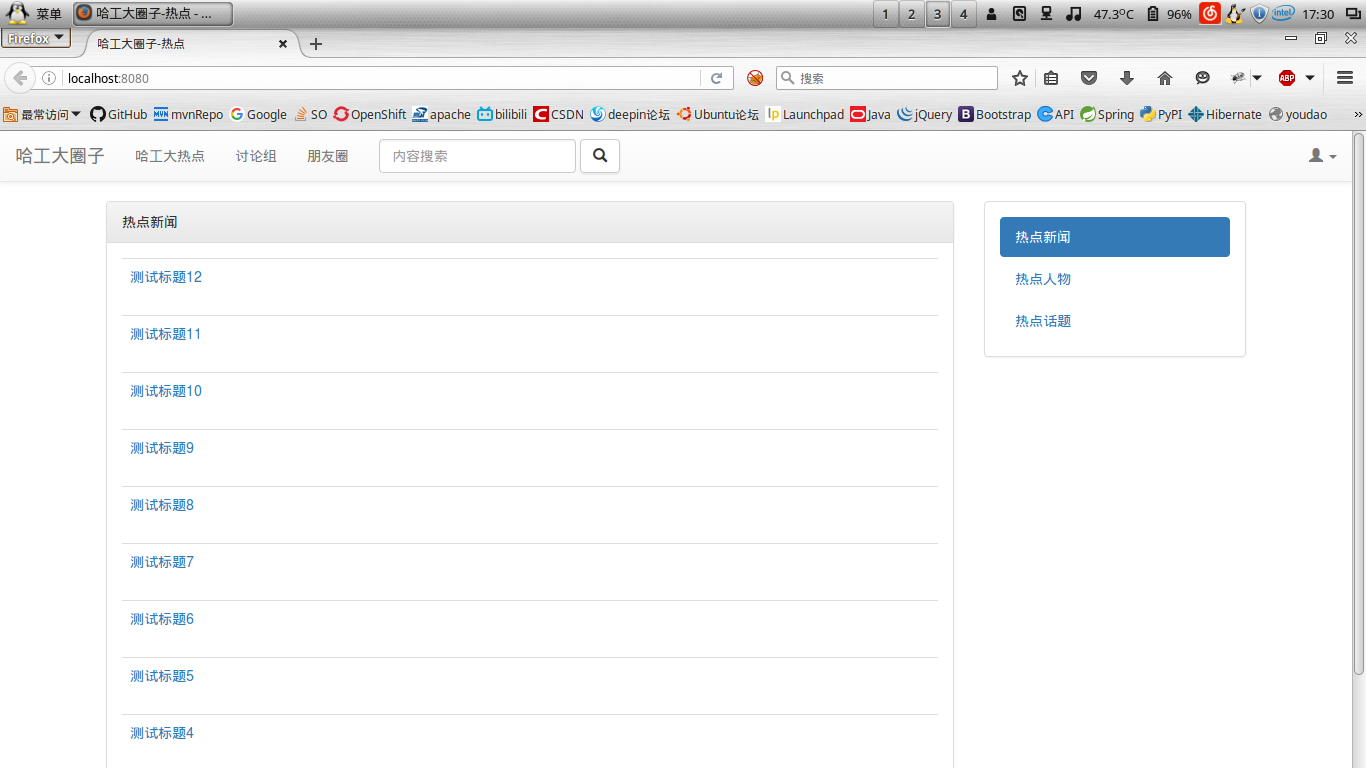 菜单 哈工大圈子-热点 - ... 1 2 3 4 47.3°C 96% intel 17:30
Firefox 哈工大圈子-热点
localhost:8080 搜索 ABP
最常访问 GitHub mvnRepo Google SO OpenShift apache bilibili CSDN deepin论坛 Ubuntu论坛 Launchpad Java jQuery Bootstrap API Spring PyPI Hibernate youdao »
哈工大圈子 哈工大热点 讨论组 朋友圈 内容搜索
热点新闻
测试标题12
测试标题11
测试标题10
测试标题9
测试标题8
测试标题7
测试标题6
测试标题5
测试标题4
热点新闻
热点人物
热点话题